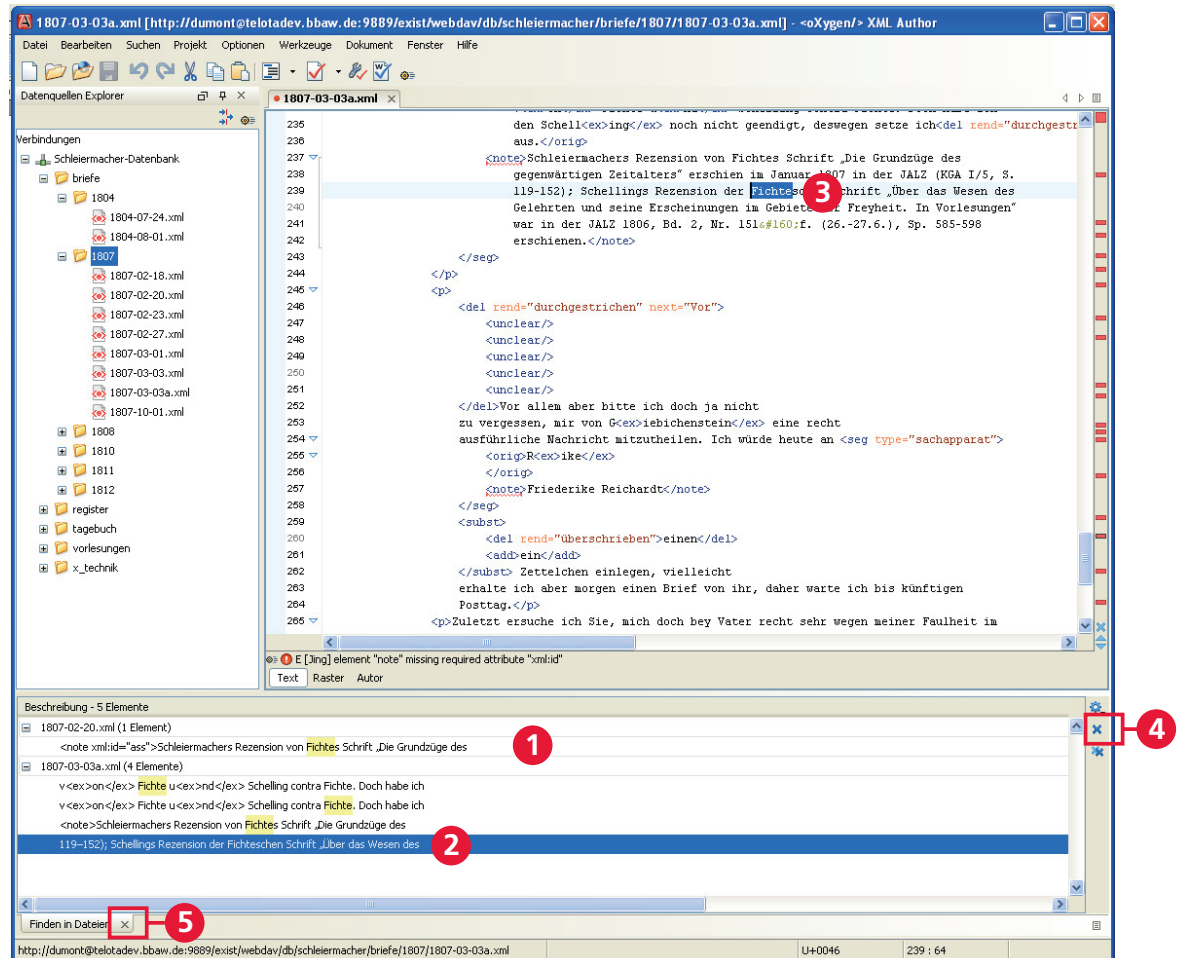 1807-03-03a.xml [http://dumont@telotadev.bbaw.de:9889/exist/webdav/db/schleiermacher/briefe/1807/1807-03-03a.xml] - <oXygen/> XML Author
Datei Bearbeiten Suchen Projekt Optionen Werkzeuge Dokument Fenster Hilfe
Datenquellen Explorer
Verbindungen
Schleiermacher-Datenbank
briefe
1804
1804-07-24.xml
1804-08-01.xml
1807
1807-02-18.xml
1807-02-20.xml
1807-02-23.xml
1807-02-27.xml
1807-03-01.xml
1807-03-03.xml
1807-03-03a.xml
1807-10-01.xml
1808
1810
1811
1812
register
tagebuch
vorlesungen
x_technik
1807-03-03a.xml
235 den Schell<ex>ing</ex> noch nicht geendigt, deswegen setze ich<del rend="durchgestr
236 aus.</orig>
237 <note>Schleiermachers Rezension von Fichtes Schrift „Die Grundzüge des
238 gegenwärtigen Zeitalters“ erschien im Januar 1807 in der JALZ (KGA I/5, S.
239 119-152); Schellings Rezension der Fichtes 3 chrift „Über das Wesen des
240 Gelehrten und seine Erscheinungen im Gebiete der Freyheit. In Vorlesungen“
241 war in der JALZ 1806, Bd. 2, Nr. 151&#160;f. (26.-27.6.), Sp. 585-598
242 erschienen.</note>
243 </seg>
244 </p>
245 <p>
246 <del rend="durchgestrichen" next="Vor">
247 <unclear/>
248 <unclear/>
249 <unclear/>
250 <unclear/>
251 <unclear/>
252 </del>Vor allem aber bitte ich doch ja nicht
253 zu vergessen, mir von G<ex>iebichenstein</ex> eine recht
254 ausführliche Nachricht mitzutheilen. Ich würde heute an <seg type="sachapparat">
255 <orig>R<ex>ike</ex>
256 </orig>
257 <note>Friederike Reichardt</note>
258 </seg>
259 <subst>
260 <del rend="überschrieben">einen</del>
261 <add>ein</add>
262 </subst> Zettelchen einlegen, vielleicht
263 erhalte ich aber morgen einen Brief von ihr, daher warte ich bis künftigen
264 Posttag.</p>
265 <p>Zuletzt ersuche ich Sie, mich doch bey Vater recht sehr wegen meiner Faulheit im
E [Jing] element "note" missing required attribute "xml:id"
Text Raster Autor
Beschreibung - 5 Elemente
1807-02-20.xml (1 Element)
<note xml:id="ass">Schleiermachers Rezension von Fichtes Schrift „Die Grundzüge des 1
1807-03-03a.xml (4 Elemente)
v<ex>on</ex> Fichte u<ex>nd</ex> Schelling contra Fichte. Doch habe ich
v<ex>on</ex> Fichte u<ex>nd</ex> Schelling contra Fichte. Doch habe ich
<note>Schleiermachers Rezension von Fichtes Schrift „Die Grundzüge des
119–152); Schellings Rezension der Fichteschen Schrift „Über das Wesen des 2
4
Finden in Dateien 5
http://dumont@telotadev.bbaw.de:9889/exist/webdav/db/schleiermacher/briefe/1807/1807-03-03a.xml U+0046 239 : 64